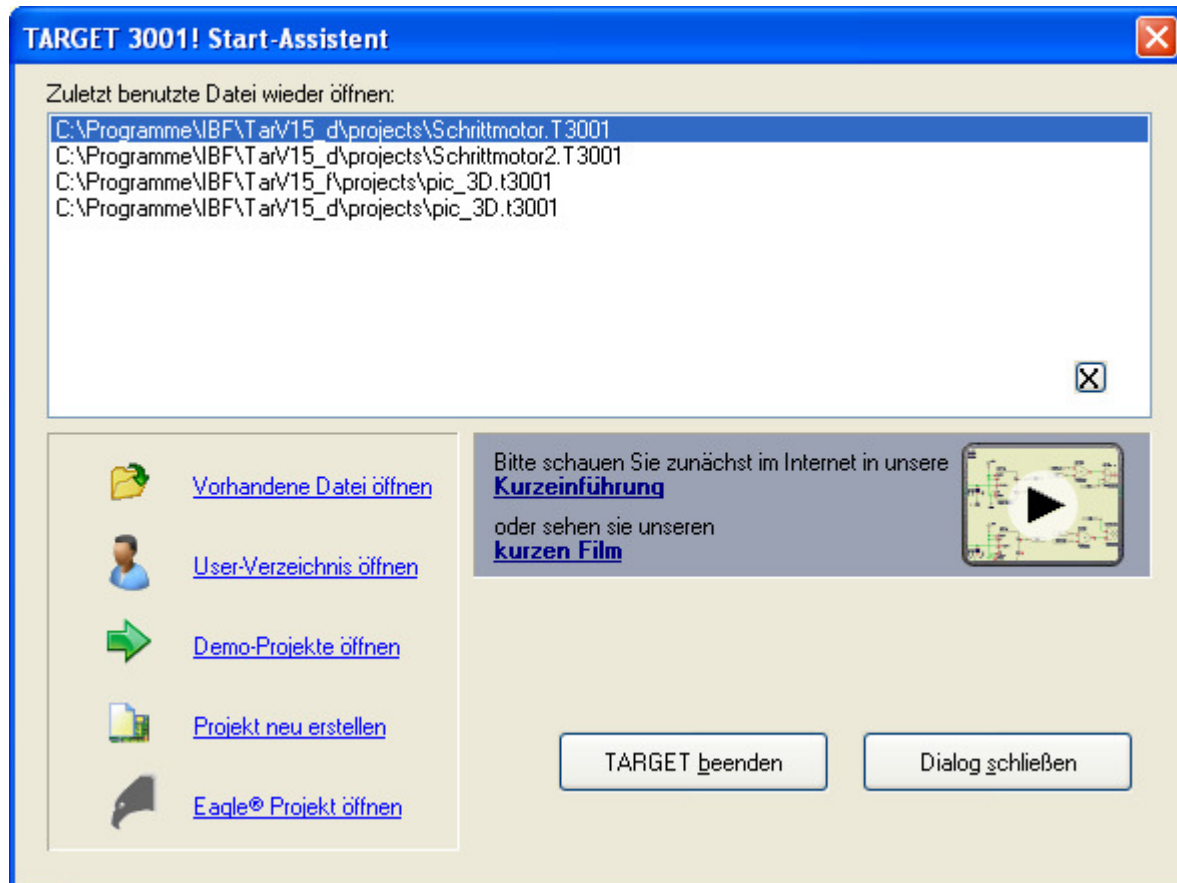 TARGET 3001! Start-Assistent
Zuletzt benutzte Datei wieder öffnen:
C:\Programme\IBF\TarV15_d\projects\Schrittmotor.T3001
C:\Programme\IBF\TarV15_d\projects\Schrittmotor2.T3001
C:\Programme\IBF\TarV15_f\projects\pic_3D.t3001
C:\Programme\IBF\TarV15_d\projects\pic_3D.t3001
Vorhandene Datei öffnen
User-Verzeichnis öffnen
Demo-Projekte öffnen
Projekt neu erstellen
Eagle® Projekt öffnen
Bitte schauen Sie zunächst im Internet in unsere
Kurzeinführung
oder sehen sie unseren
kurzen Film
TARGET beenden
Dialog schließen